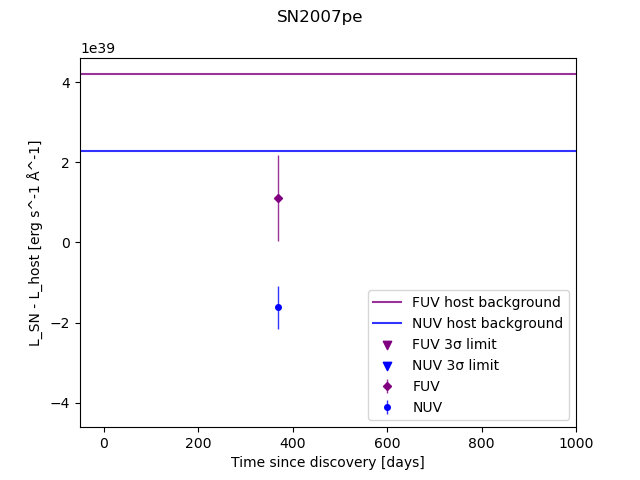 SN2007pe
1e39
L_SN - L_host [erg s^-1 Å^-1]
4
2
0
−2
−4
FUV host background
NUV host background
FUV 3σ limit
NUV 3σ limit
FUV
NUV
0 200 400 600 800 1000
Time since discovery [days]